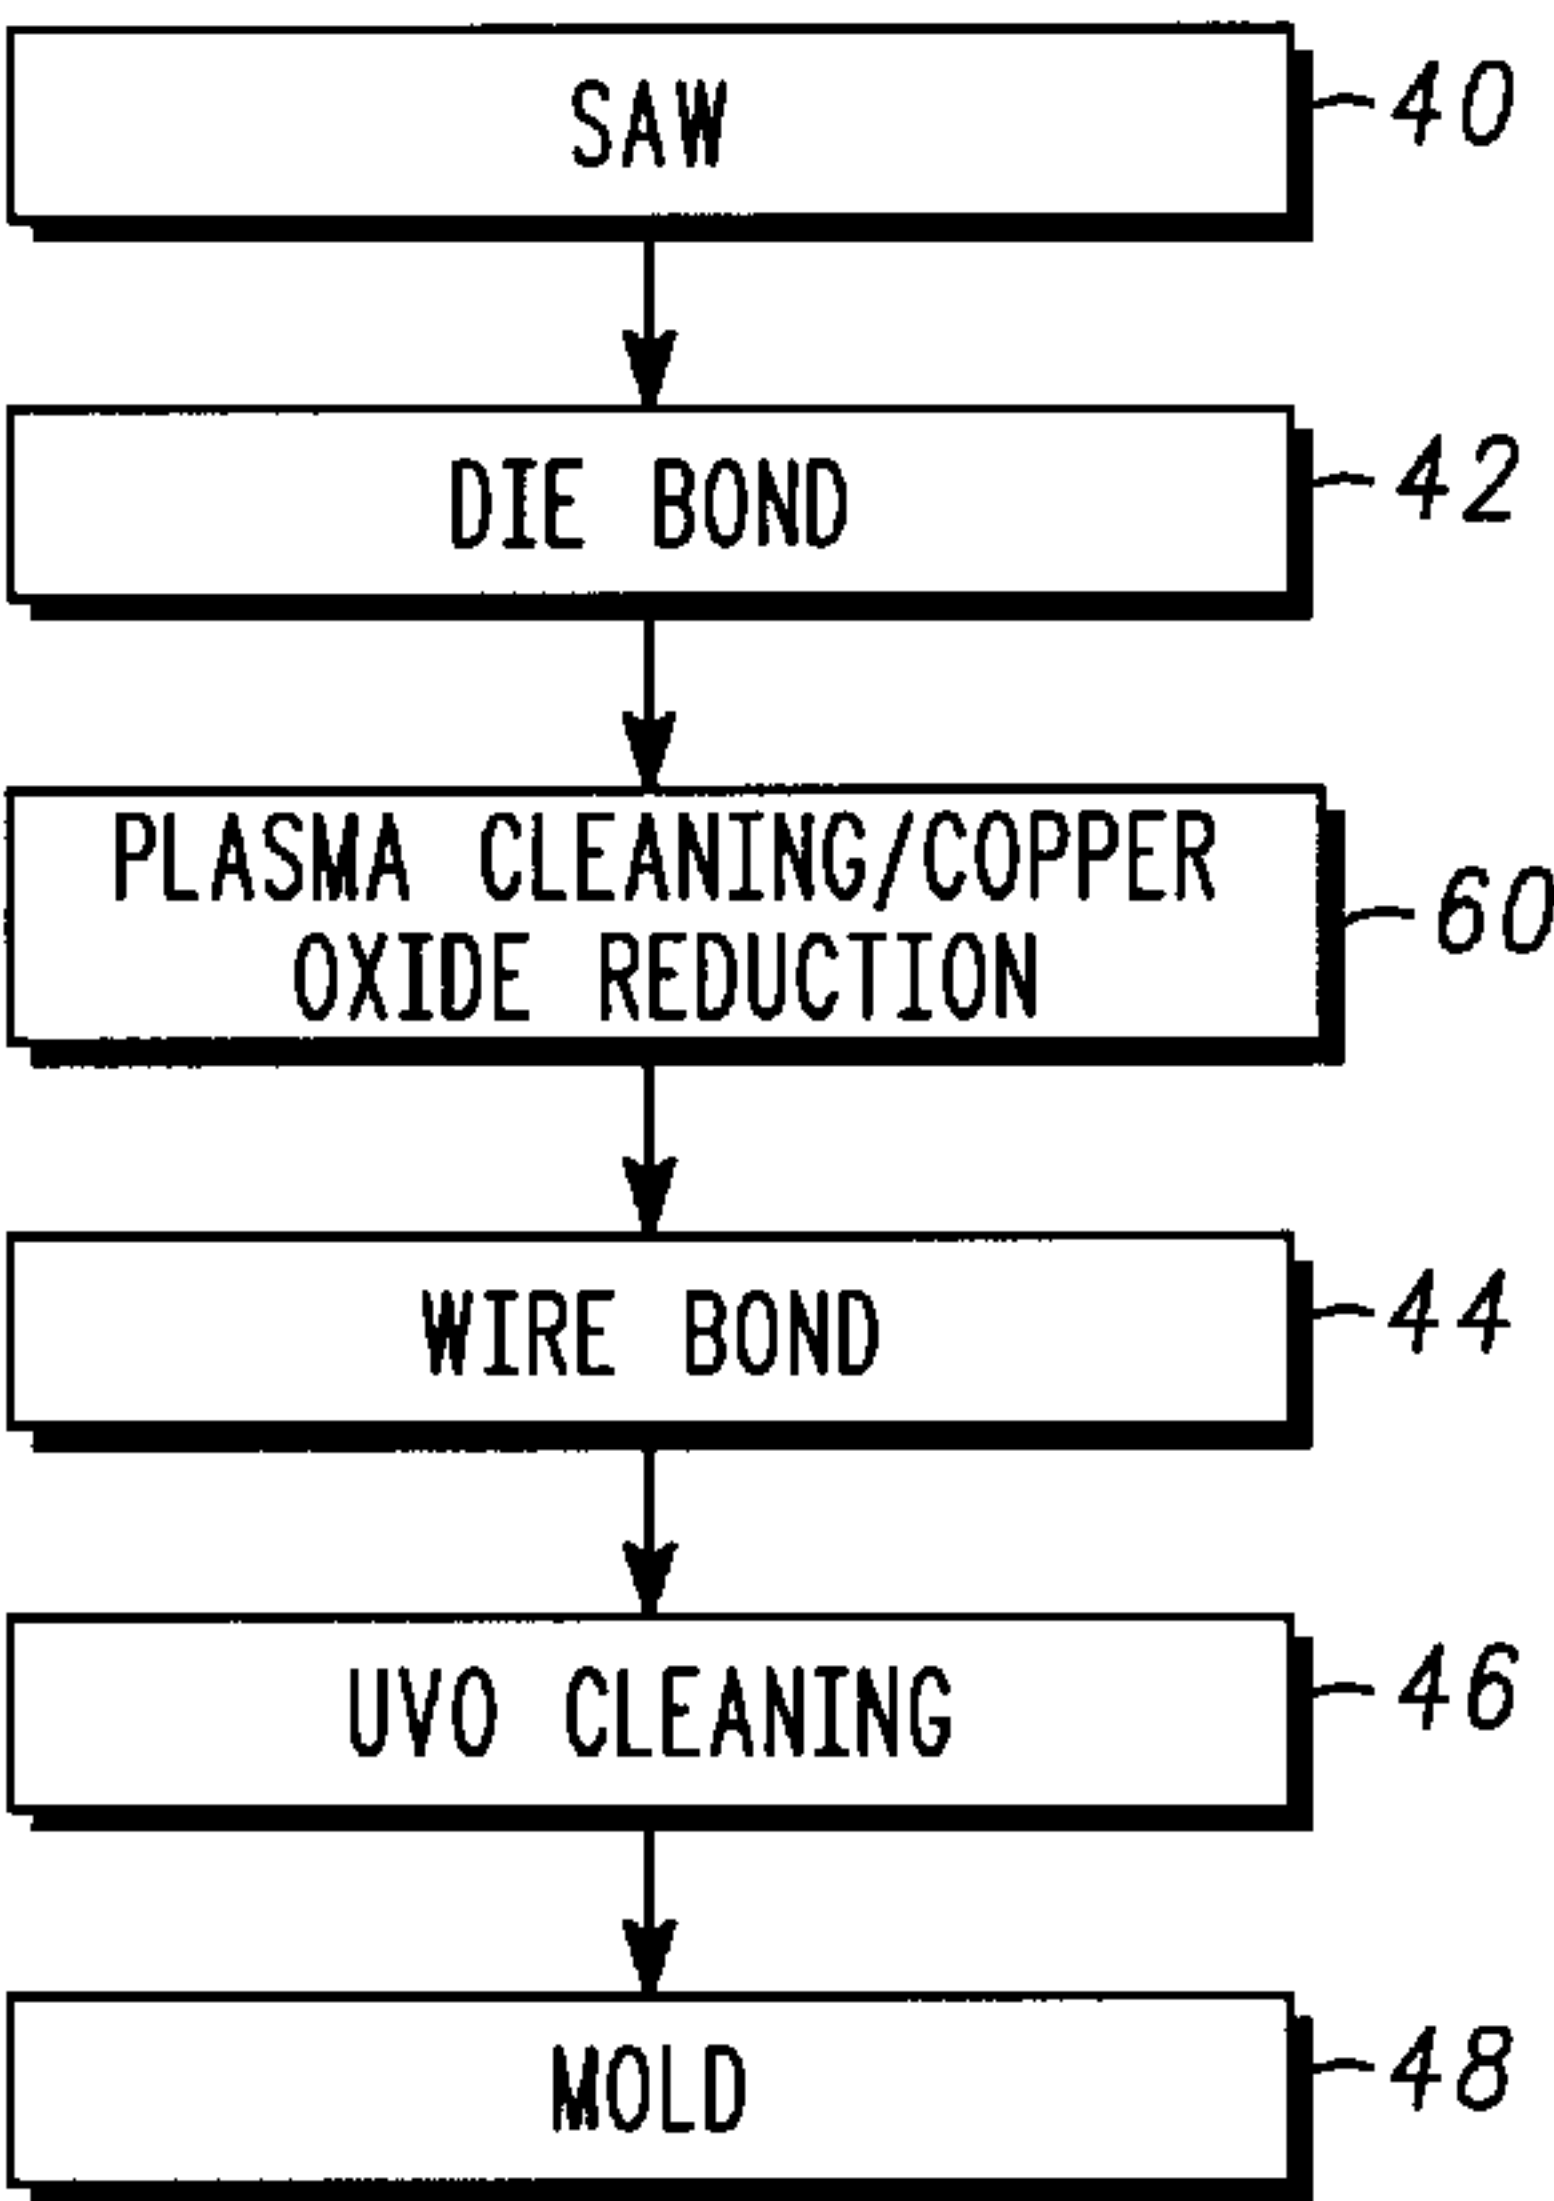 SAW
40
DIE BOND
42
PLASMA CLEANING/COPPER
OXIDE REDUCTION
60
WIRE BOND
44
UVO CLEANING
46
MOLD
48